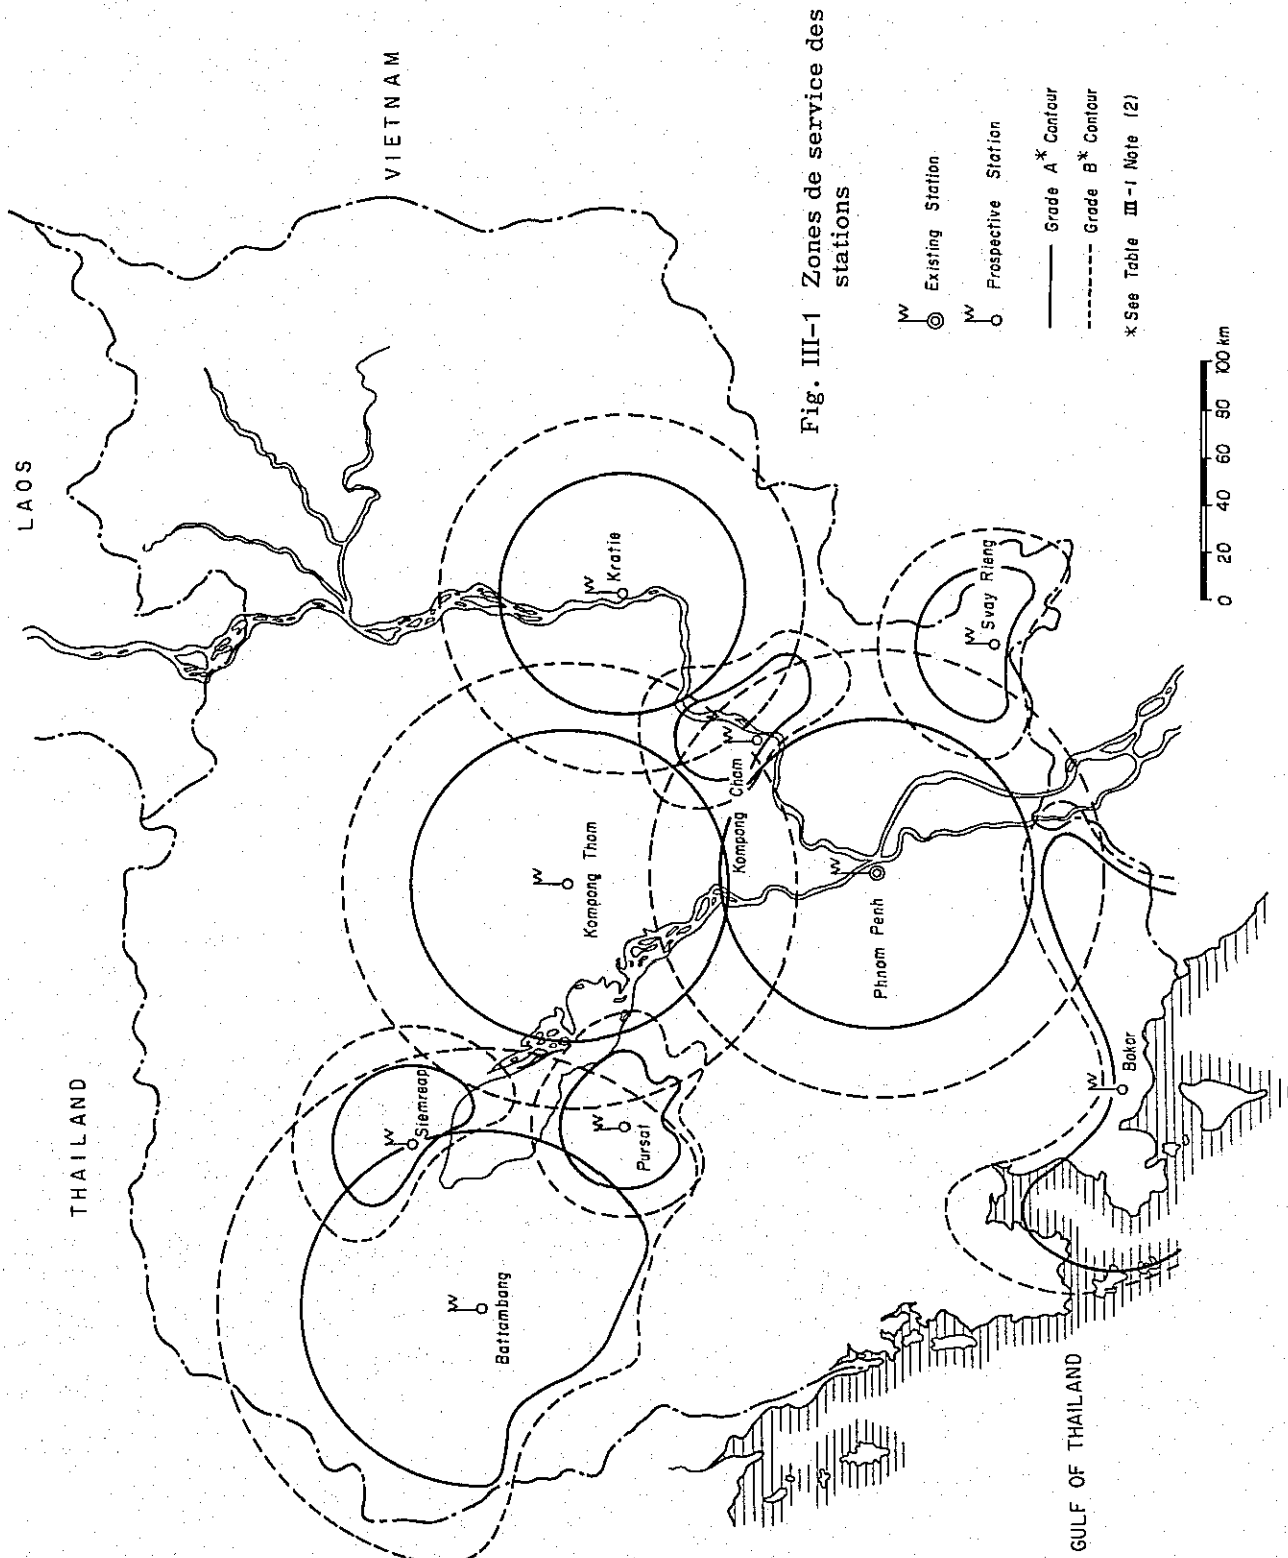 LAOS
THAILAND
VIETNAM
Siemreap
Battambang
Pursat
Kompong Tham
Kratie
Kompong Cham
Phnom Penh
Svay Rieng
Bokor
GULF OF THAILAND
Fig. III-1 Zones de service des
stations
Existing Station
Prospective Station
Grade A* Contour
Grade B* Contour
* See Table III-1 Note (2)
0 20 40 60 80 100 km